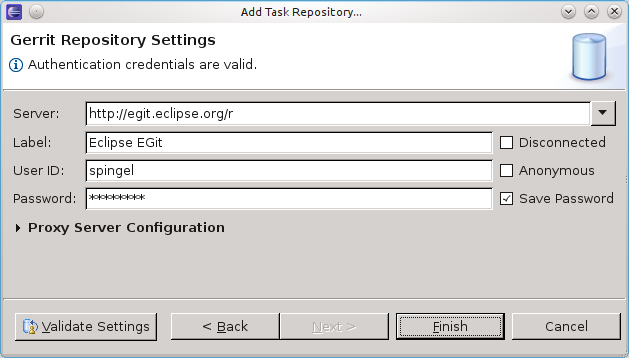 Add Task Repository...
Gerrit Repository Settings
Authentication credentials are valid.
Server: http://egit.eclipse.org/r
Label: Eclipse EGit Disconnected
User ID: spingel Anonymous
Password: ********* Save Password
Proxy Server Configuration
Validate Settings < Back Next > Finish Cancel